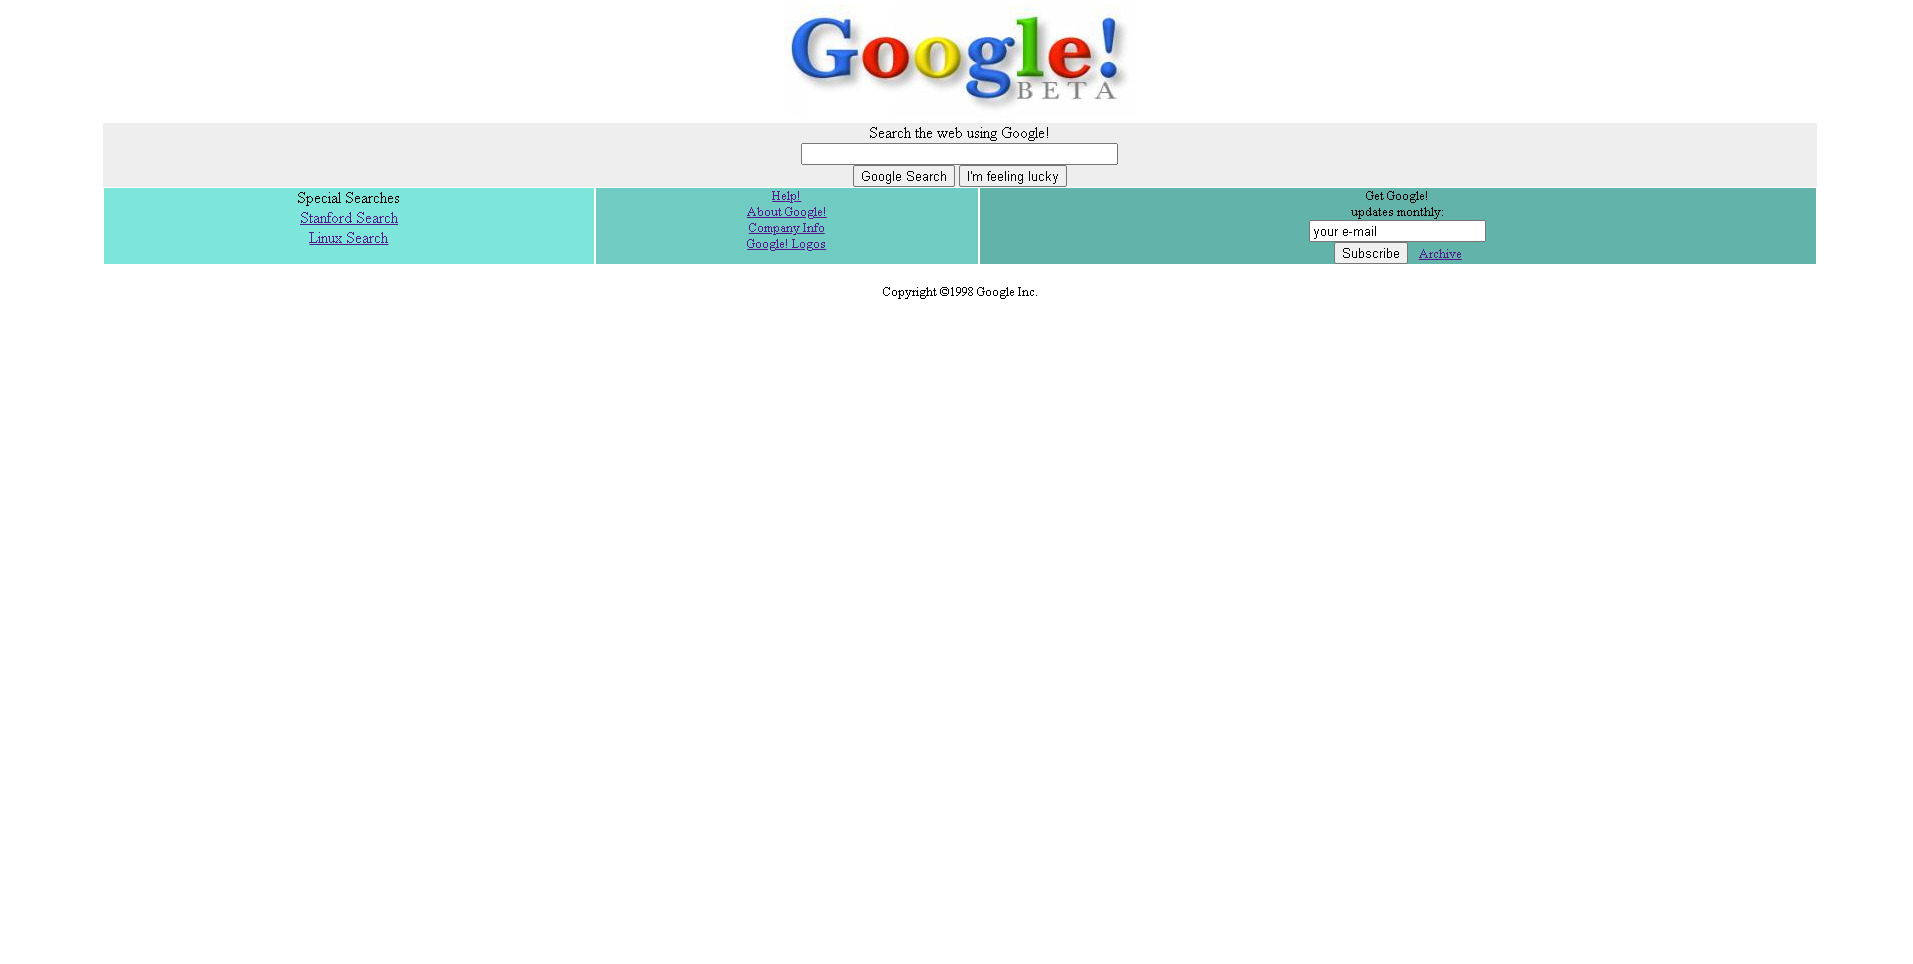 Google!
BETA
Search the web using Google!
Google Search I'm feeling lucky
Special Searches
Stanford Search
Linux Search
Help!
About Google!
Company Info
Google! Logos
Get Google!
updates monthly:
your e-mail
Subscribe Archive
Copyright ©1998 Google Inc.